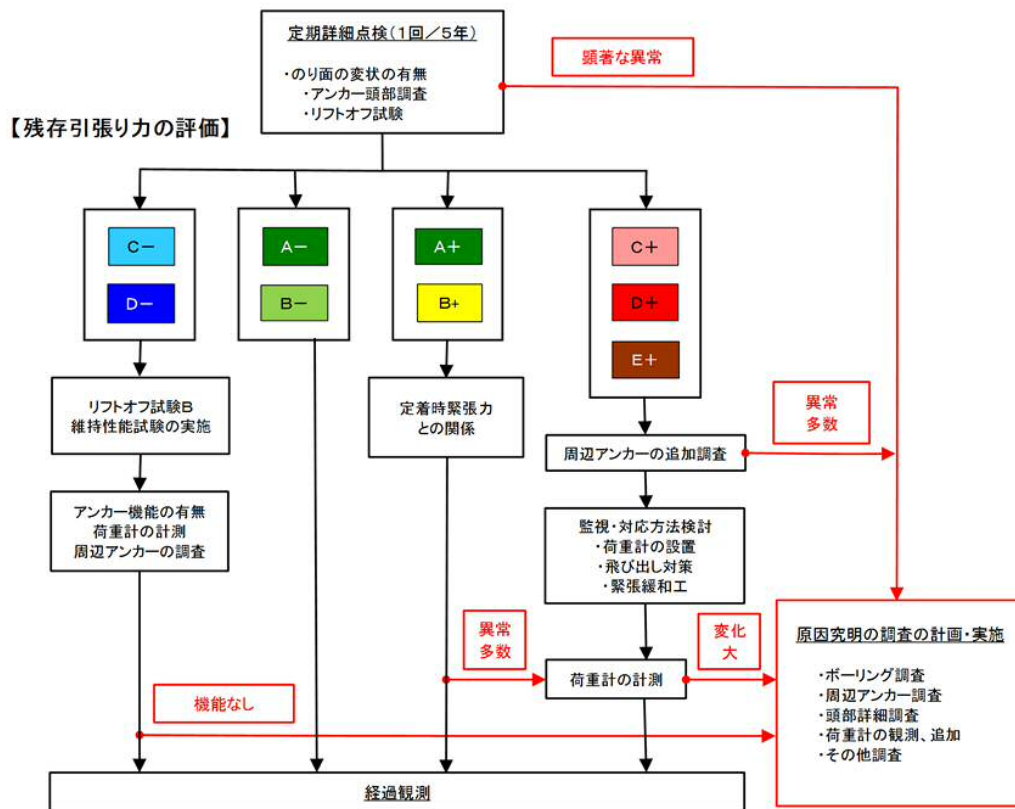 定期詳細点検(1回／5年)
・のり面の変状の有無
・アンカー頭部調査
・リフトオフ試験
顕著な異常
【残存引張り力の評価】
C－
D－
A－
B－
A＋
B+
C＋
D＋
E＋
リフトオフ試験B
維持性能試験の実施
定着時緊張力
との関係
異常
多数
周辺アンカーの追加調査
アンカー機能の有無
荷重計の計測
周辺アンカーの調査
監視・対応方法検討
・荷重計の設置
・飛び出し対策
・緊張緩和工
異常
多数
変化
大
荷重計の計測
機能なし
原因究明の調査の計画・実施
・ボーリング調査
・周辺アンカー調査
・頭部詳細調査
・荷重計の観測、追加
・その他調査
経過観測